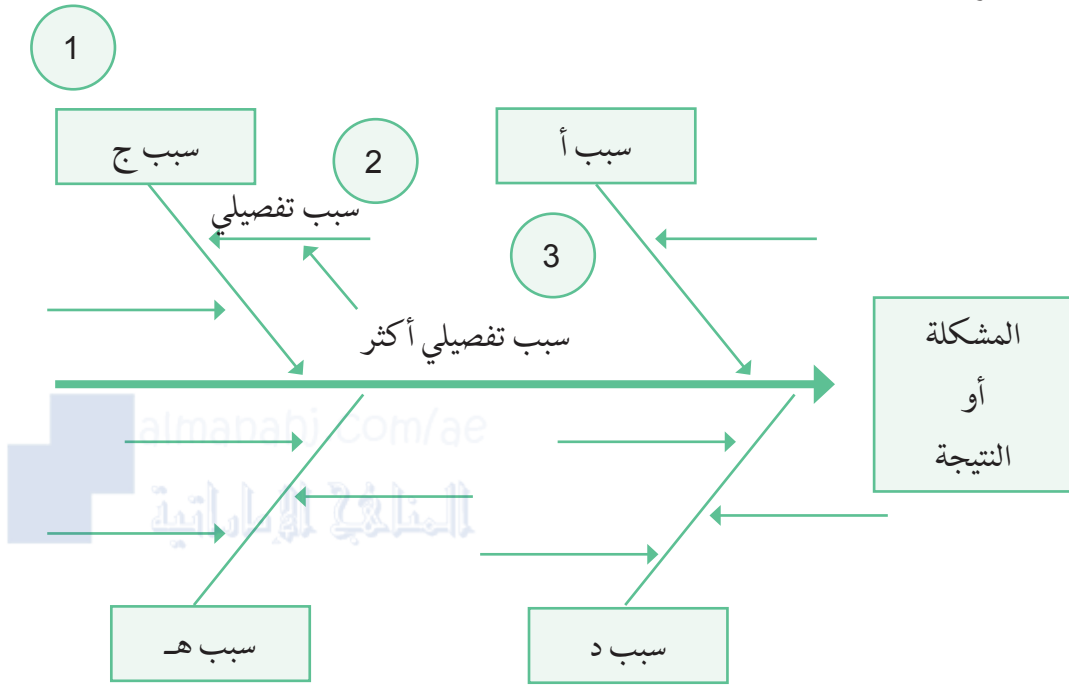 1
سبب أ
سبب ج
2
سبب تفصيلي
3
سبب تفصيلي أكثر
المشكلة
أو
النتيجة
almanahj.com/ae
المناهج الإماراتية
سبب د
سبب هـ